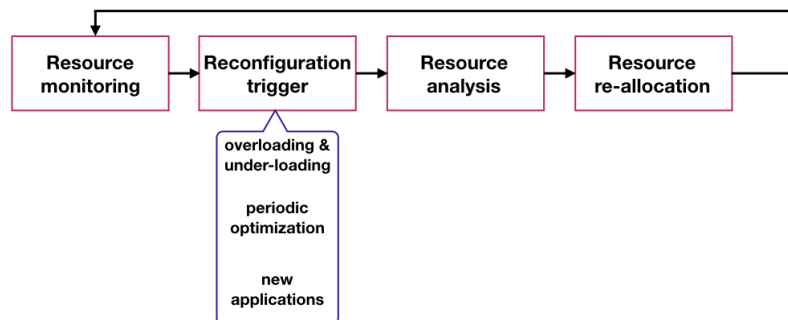 Resource
monitoring
Reconfiguration
trigger
Resource
analysis
Resource
re-allocation
overloading &
under-loading
periodic
optimization
new
applications